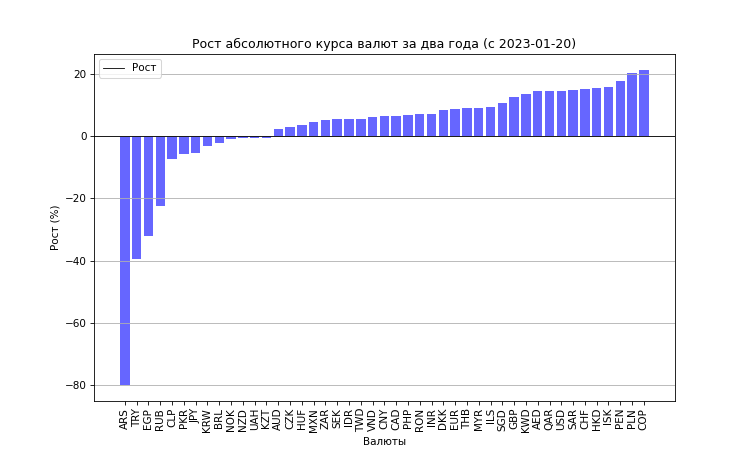 Рост абсолютного курса валют за два года (с 2023-01-20)
Рост
Рост (%)
20
0
−20
−40
−60
−80
ARS TRY EGP RUB CLP PKR JPY KRW BRL NOK NZD UAH KZT AUD CZK HUF MXN ZAR SEK IDR TWD VND CNY CAD PHP RON INR DKK EUR THB MYR ILS SGD GBP KWD AED QAR USD SAR CHF HKD ISK PEN PLN COP
Валюты